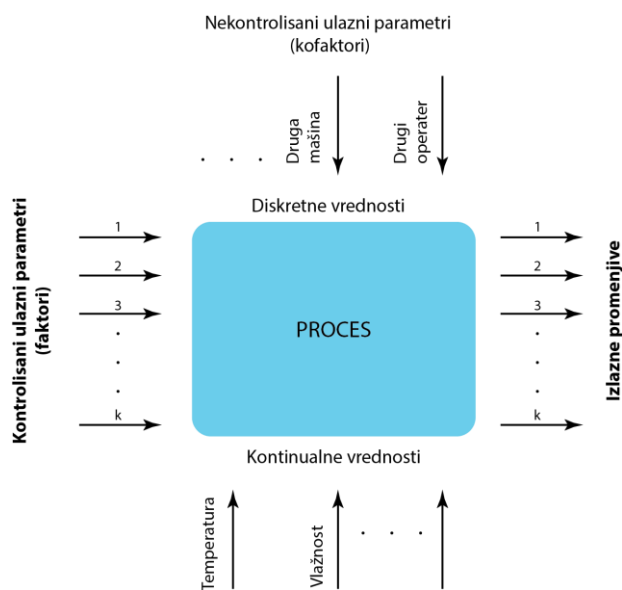 Nekontrolisani ulazni parametri
(kofaktori)
. . .
Druga
mašina
Drugi
operater
Diskretne vrednosti
Kontrolisani ulazni parametri
(faktori)
1
2
3
.
.
.
k
PROCES
1
2
3
.
.
.
k
Izlazne promenjive
Kontinualne vrednosti
Temperatura
Vlažnost
. . .